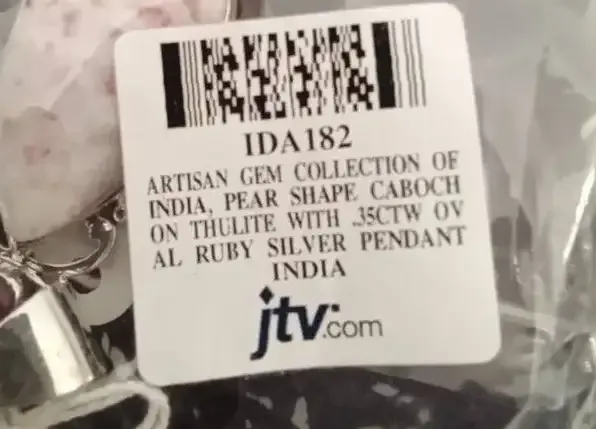 IDA182
ARTISAN GEM COLLECTION OF
INDIA, PEAR SHAPE CABOCH
ON THULITE WITH .35CTW OV
AL RUBY SILVER PENDANT
INDIA
jtv.com